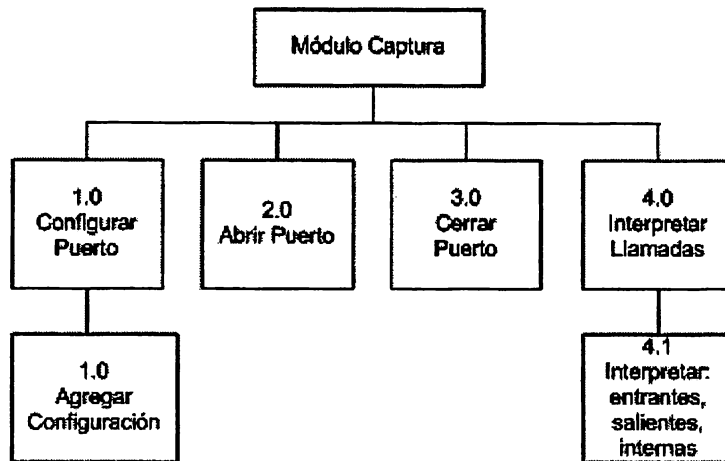 Módulo Captura
1.0
Configurar
Puerto
2.0
Abrir Puerto
3.0
Cerrar
Puerto
4.0
Interpretar
Llamadas
1.0
Agregar
Configuración
4.1
Interpretar:
entrantes,
salientes,
internas